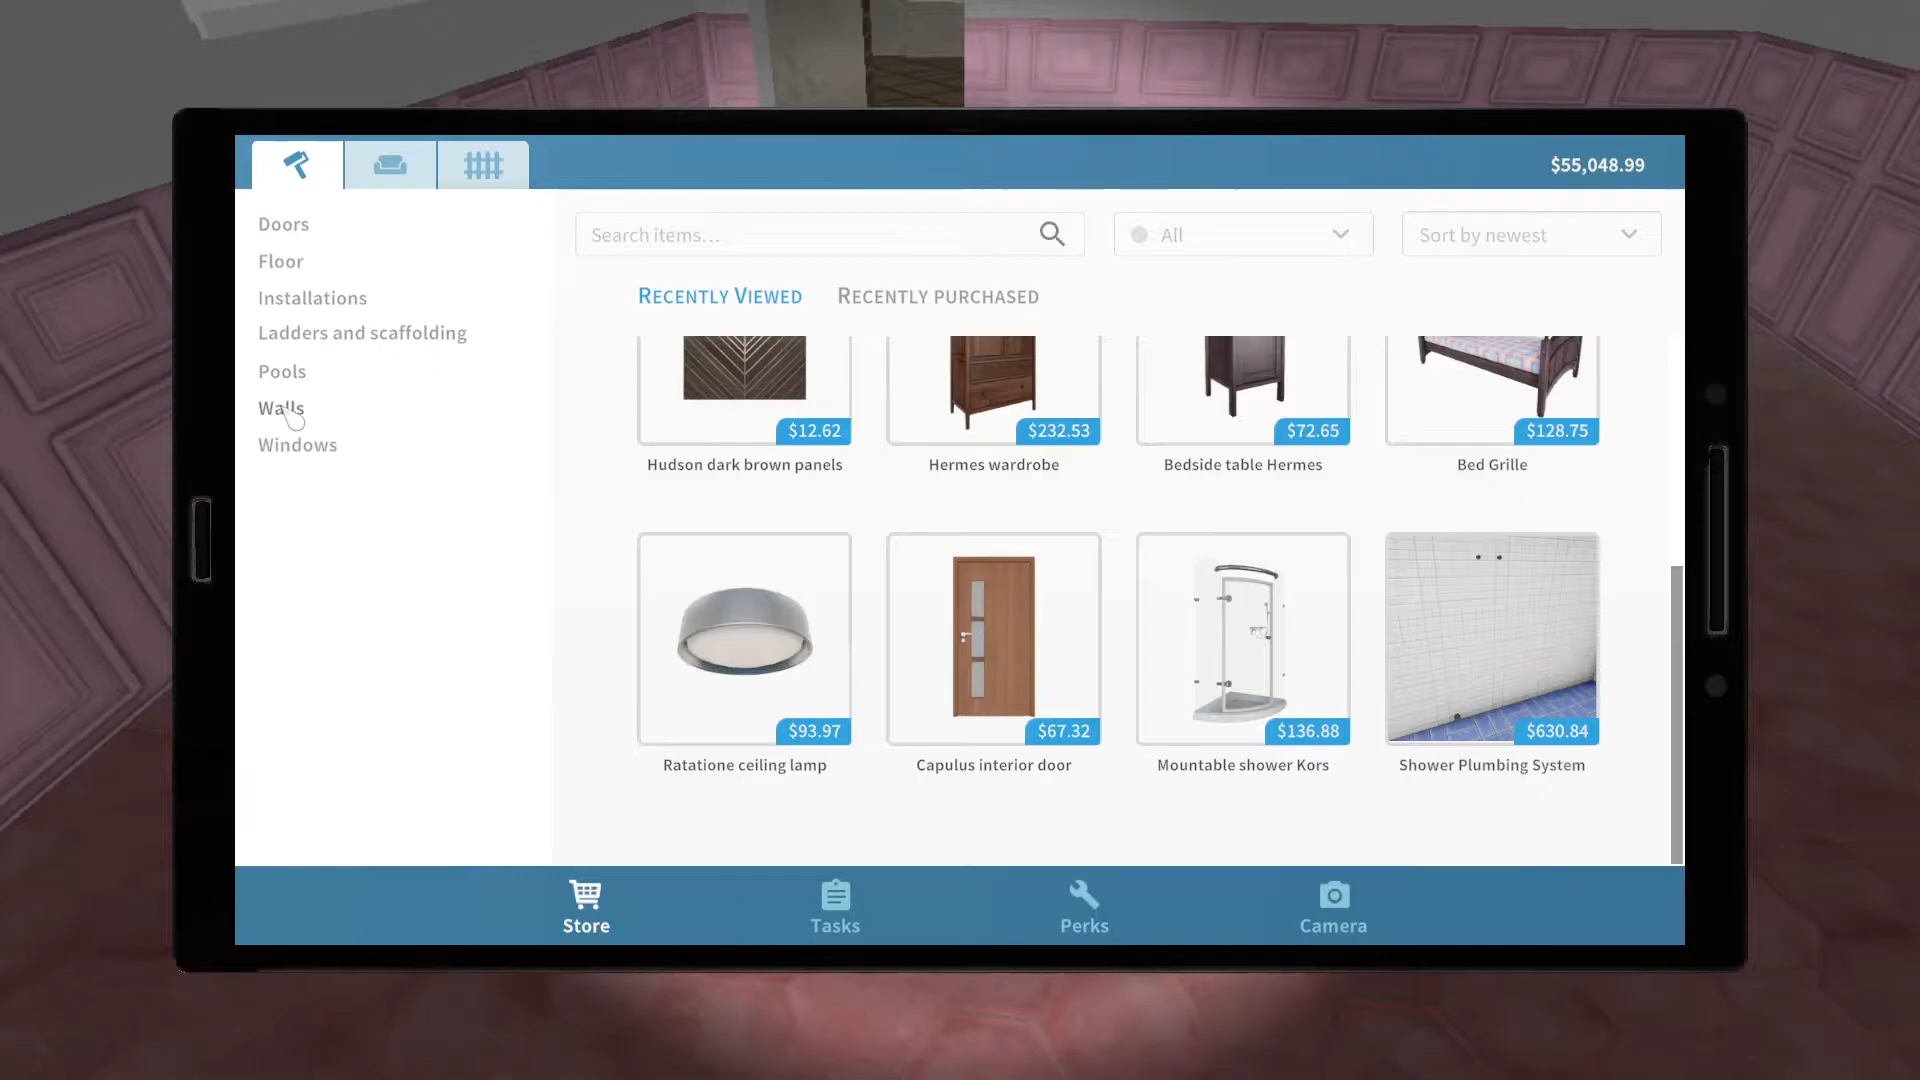 $55,048.99
Doors
Floor
Installations
Ladders and scaffolding
Pools
Walls
Windows
Search items...
All
Sort by newest
RECENTLY VIEWED
RECENTLY PURCHASED
$12.62
$232.53
$72.65
$128.75
Hudson dark brown panels
Hermes wardrobe
Bedside table Hermes
Bed Grille
$93.97
$67.32
$136.88
$630.84
Ratatione ceiling lamp
Capulus interior door
Mountable shower Kors
Shower Plumbing System
Store
Tasks
Perks
Camera